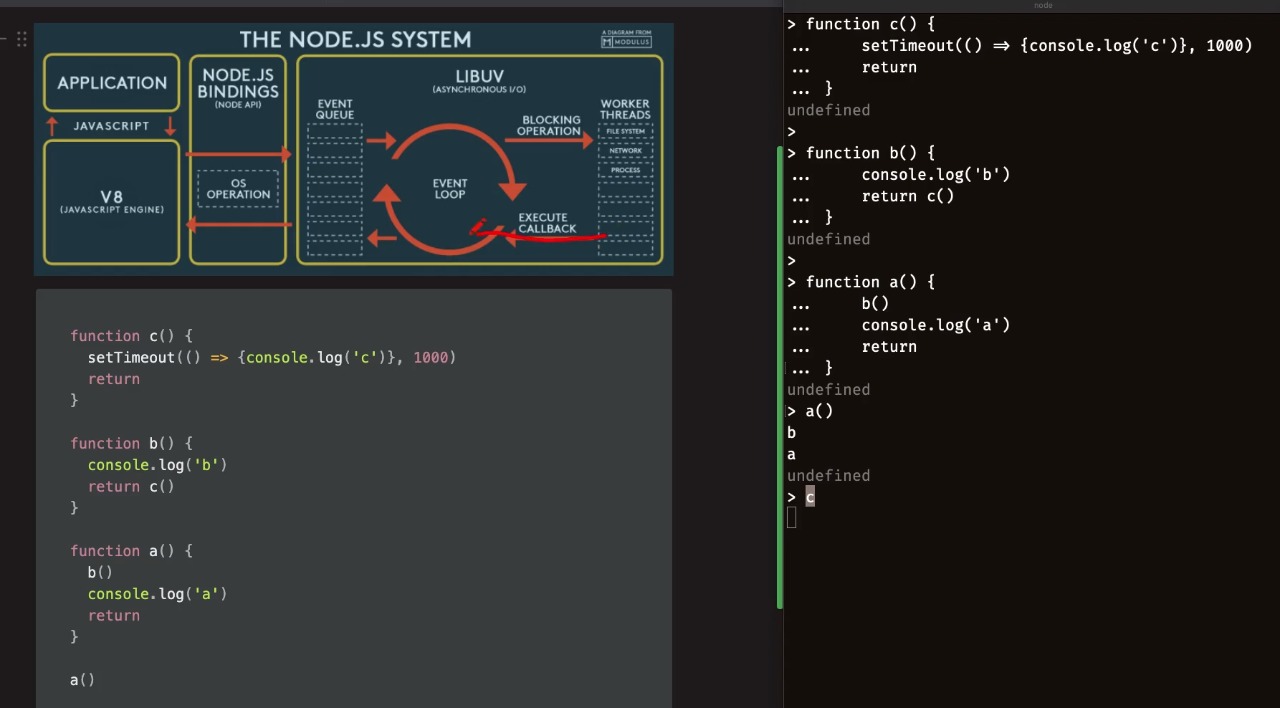 node
THE NODE.JS SYSTEM
A DIAGRAM FROM
MODULUS
APPLICATION
JAVASCRIPT
V8
(JAVASCRIPT ENGINE)
NODE.JS
BINDINGS
(NODE API)
OS
OPERATION
LIBUV
(ASYNCHRONOUS I/O)
EVENT
QUEUE
EVENT
LOOP
BLOCKING
OPERATION
EXECUTE
CALLBACK
WORKER
THREADS
FILE SYSTEM
NETWORK
PROCESS
function c() {
setTimeout(() => {console.log('c')}, 1000)
return
}
function b() {
console.log('b')
return c()
}
function a() {
b()
console.log('a')
return
}
a()
> function c() {
... setTimeout(() => {console.log('c')}, 1000)
... return
... }
undefined
>
> function b() {
... console.log('b')
... return c()
... }
undefined
>
> function a() {
... b()
... console.log('a')
... return
... }
undefined
> a()
b
a
undefined
> c